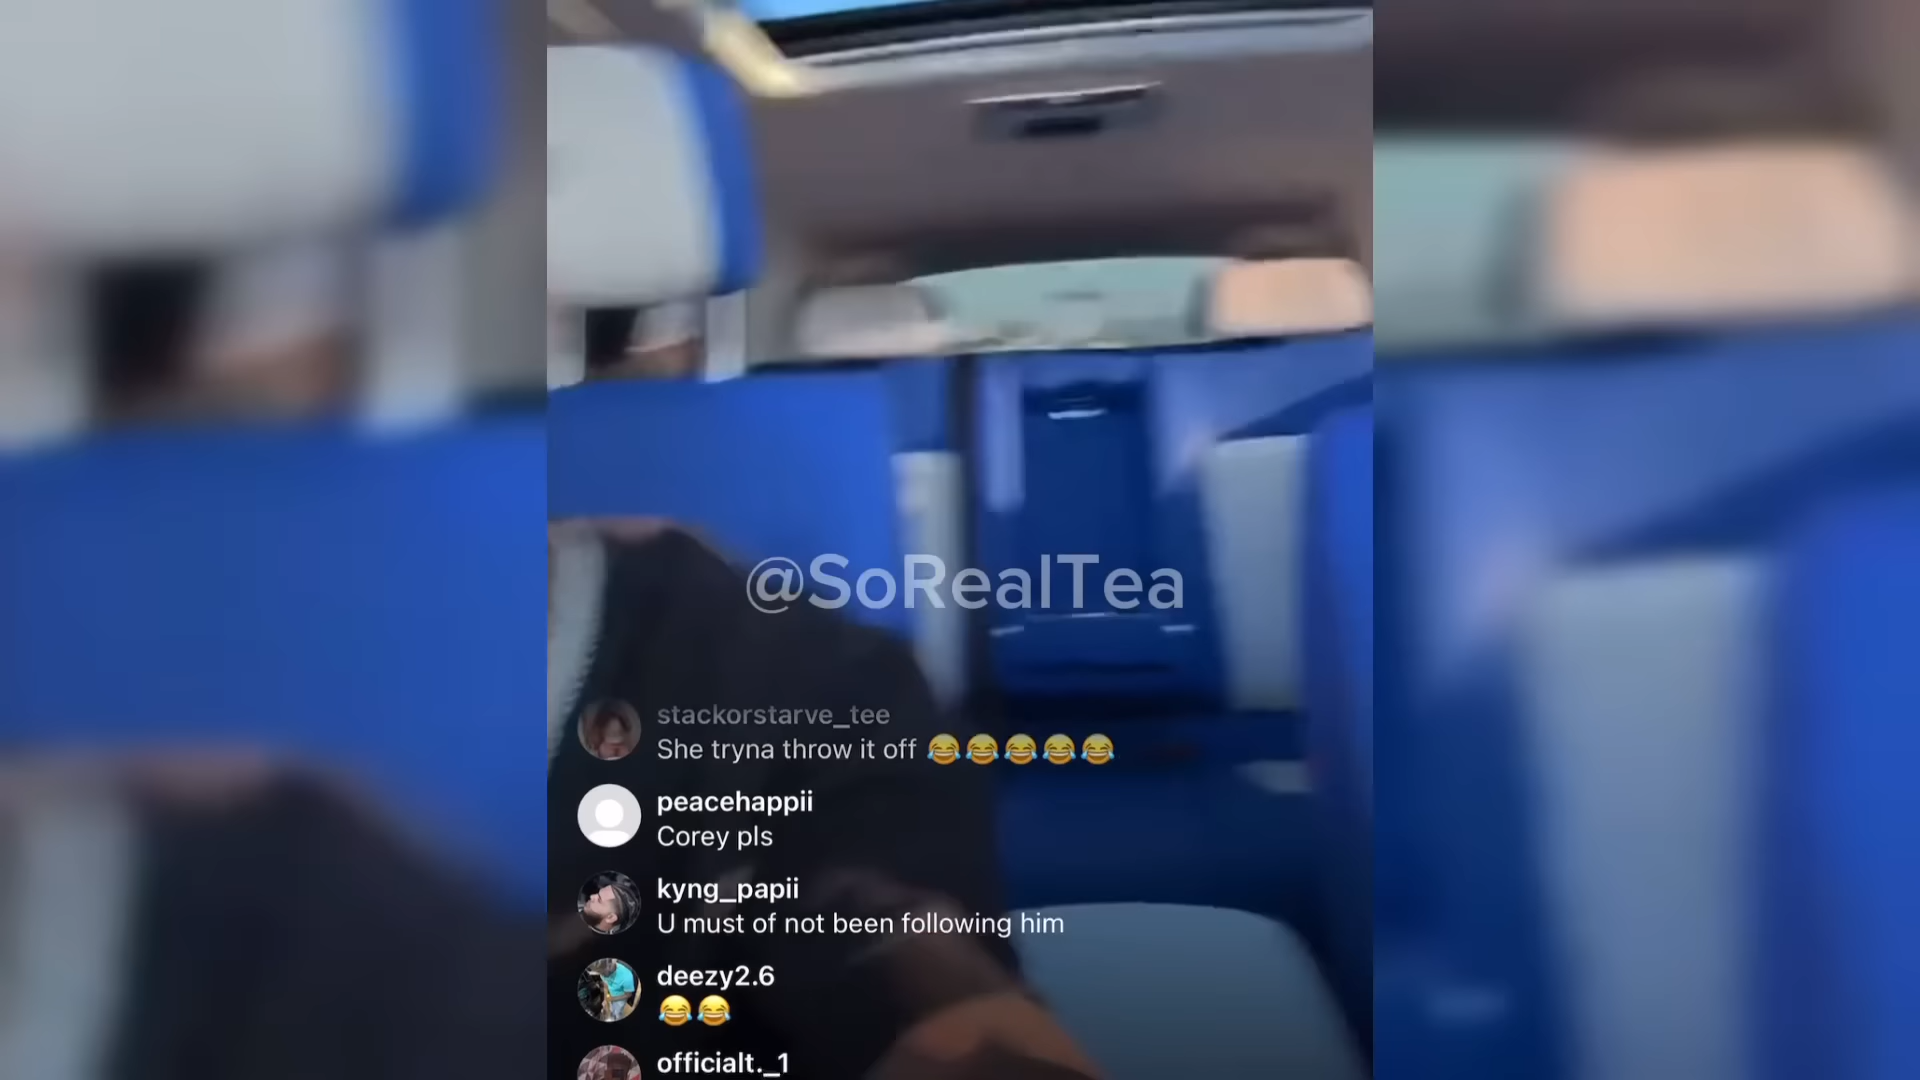 @SoRealTea
stackorstarve_tee
She tryna throw it off 😂😂😂😂😂
peacehappii
Corey pls
kyng_papii
U must of not been following him
deezy2.6
😂😂
officialt._1